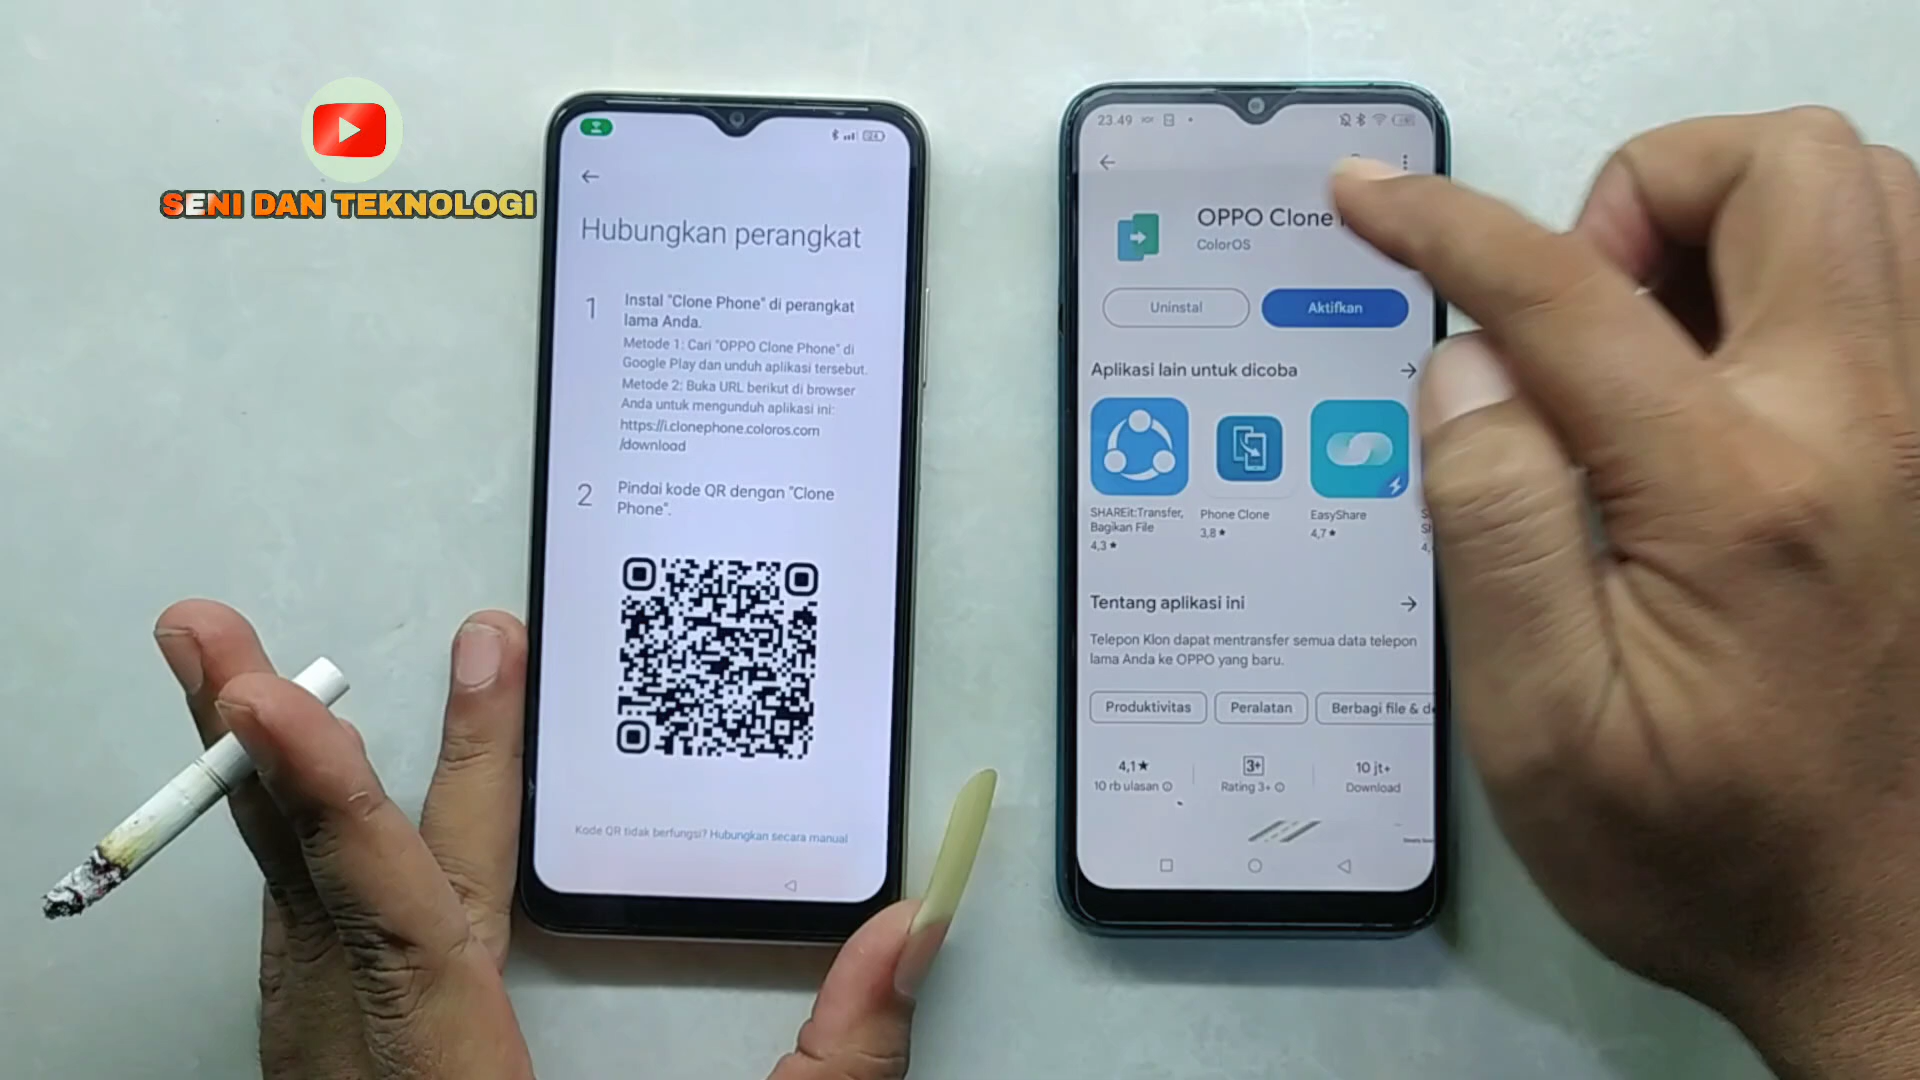 SENI DAN TEKNOLOGI
Hubungkan perangkat
1
Instal "Clone Phone" di perangkat
lama Anda.
Metode 1: Cari "OPPO Clone Phone" di
Google Play dan unduh aplikasi tersebut.
Metode 2: Buka URL berikut di browser
Anda untuk mengunduh aplikasi ini:
https://i.clonephone.coloros.com
/download
2
Pindai kode QR dengan "Clone
Phone".
Kode QR tidak berfungsi? Hubungkan secara manual
23.49
OPPO Clone
ColorOS
Uninstal
Aktifkan
Aplikasi lain untuk dicoba
SHAREit:Transfer,
Bagikan File
4,3★
Phone Clone
3,8★
EasyShare
4,7★
Tentang aplikasi ini
Telepon Klon dapat mentransfer semua data telepon
lama Anda ke OPPO yang baru.
Produktivitas
Peralatan
Berbagi file &
4,1★
10 rb ulasan
3+
Rating 3+
10 jt+
Download